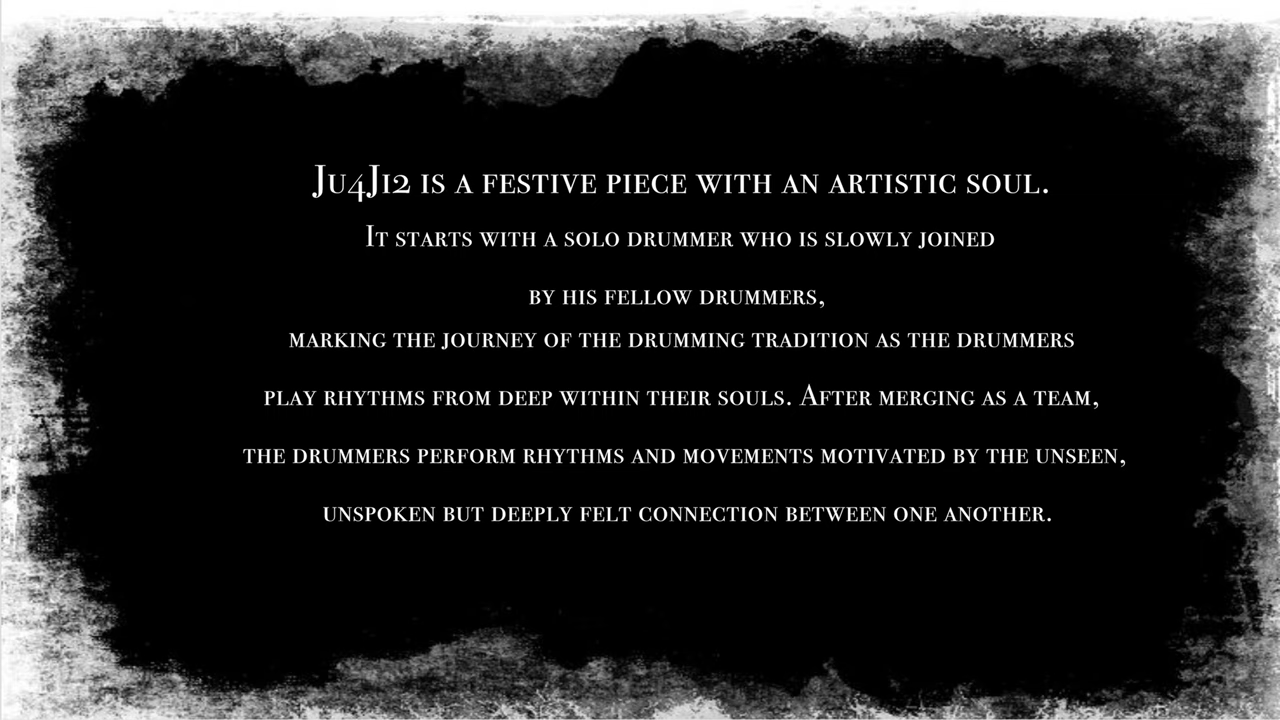 Ju4Ji2 is a festive piece with an artistic soul.
It starts with a solo drummer who is slowly joined
by his fellow drummers,
marking the journey of the drumming tradition as the drummers
play rhythms from deep within their souls. After merging as a team,
the drummers perform rhythms and movements motivated by the unseen,
unspoken but deeply felt connection between one another.